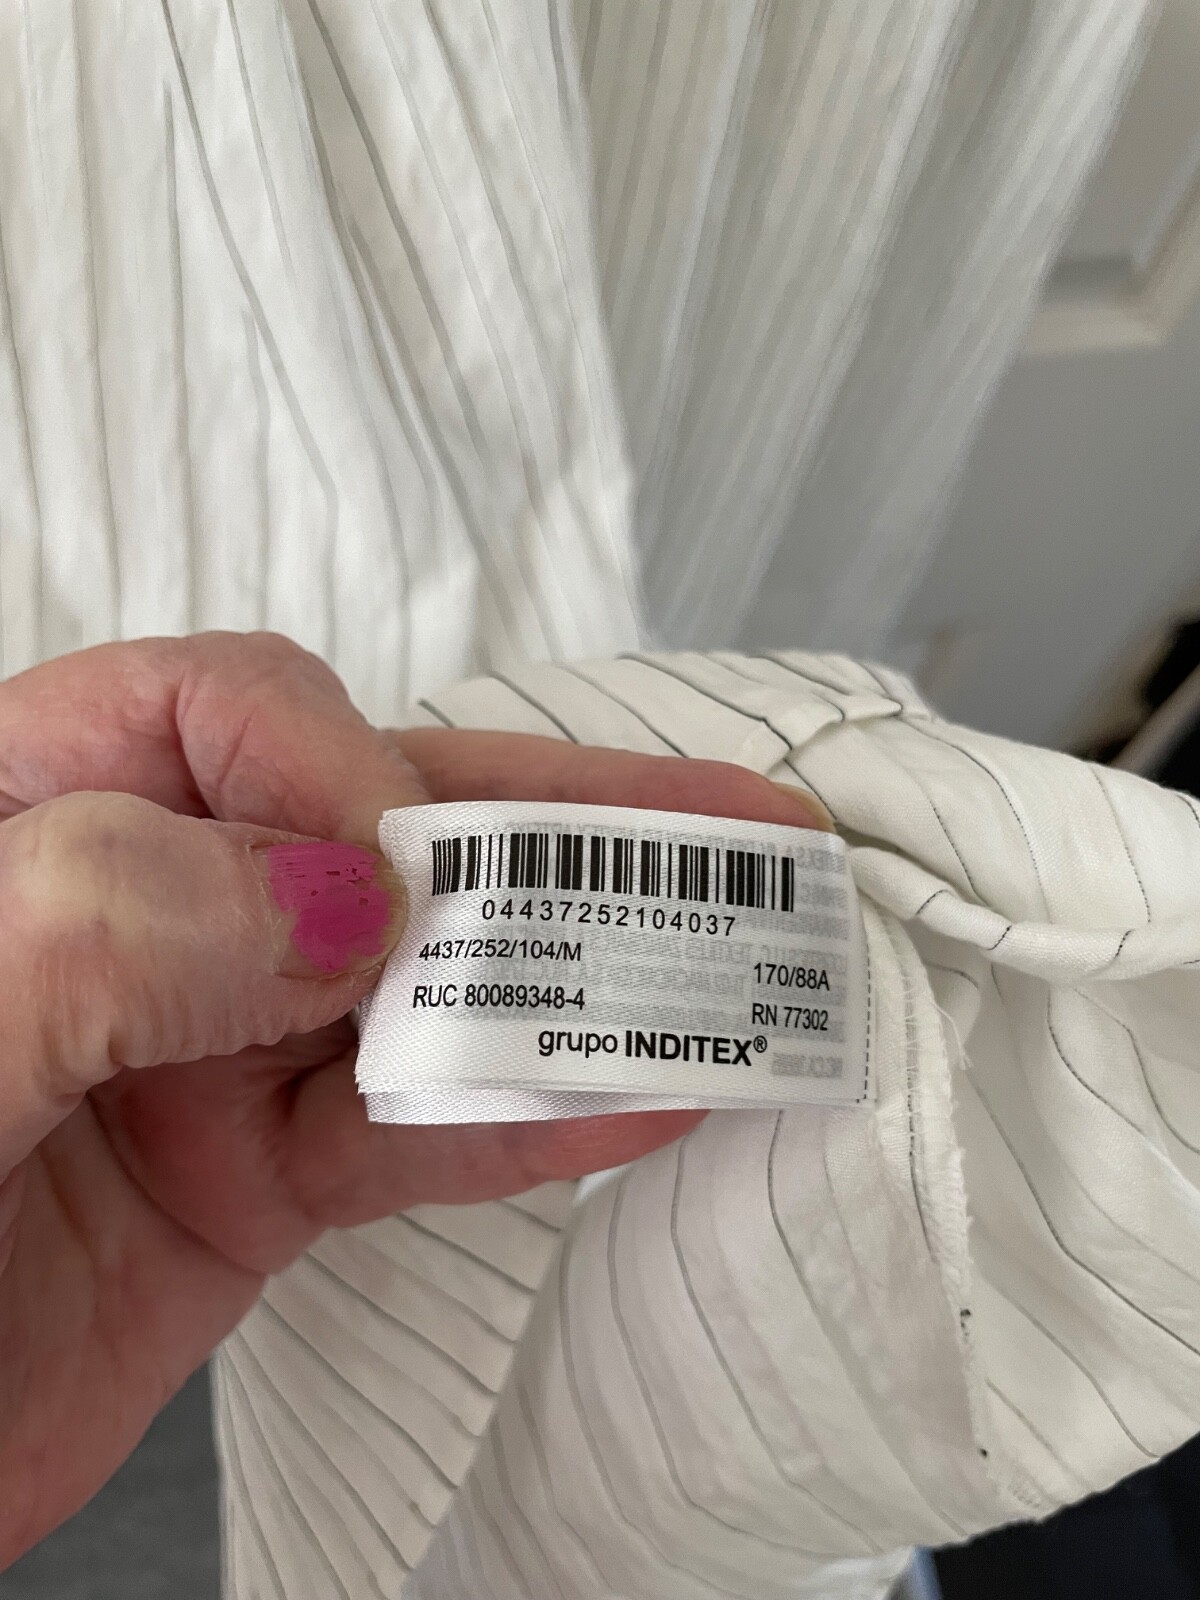 04437252104037
4437/252/104/M
170/88A
RUC 80089348-4
RN 77302
grupo INDITEX®